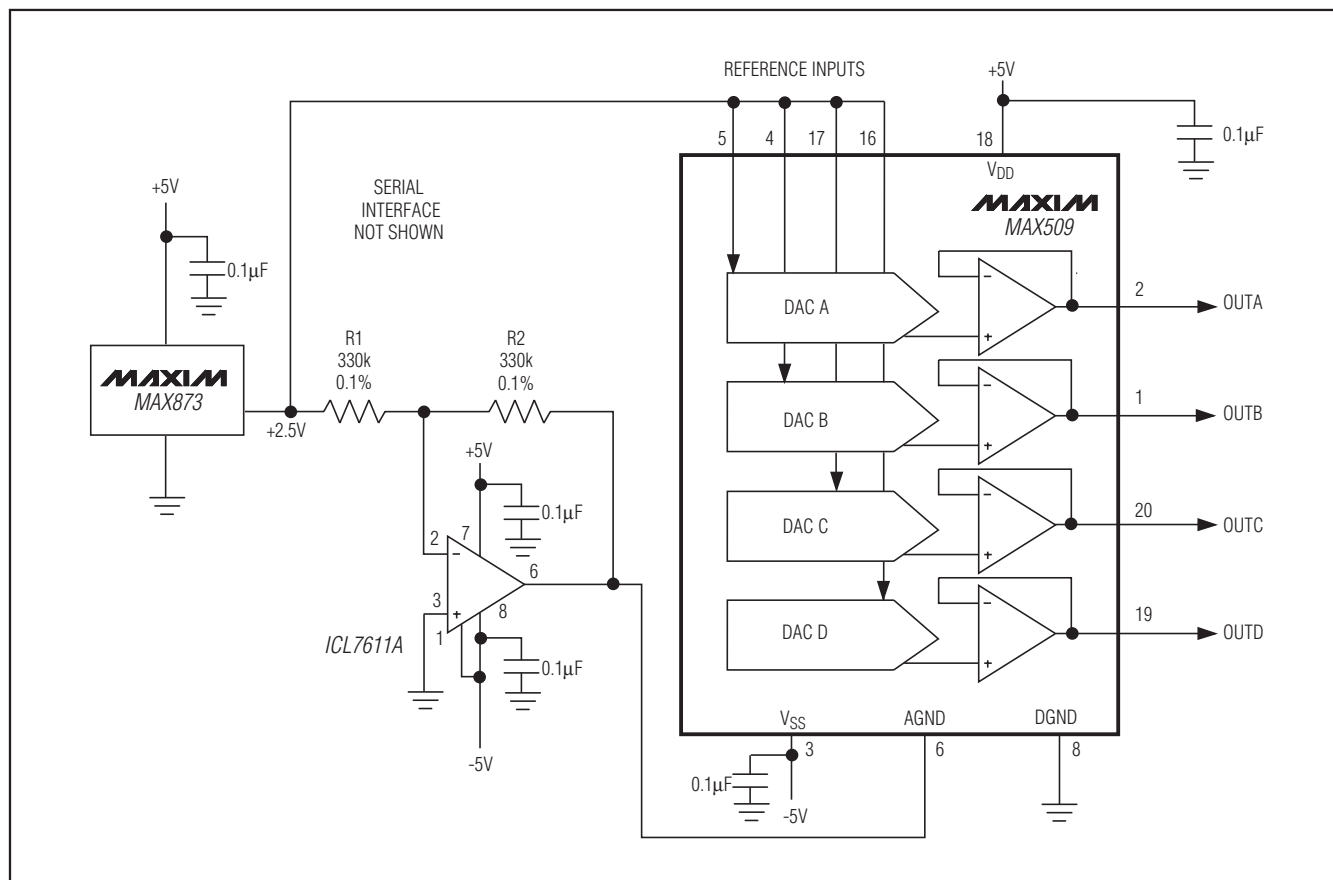 REFERENCE INPUTS
+5V
5
4
17
16
18
0.1µF
VDD
MAXIM
MAX509
+5V
SERIAL
INTERFACE
NOT SHOWN
0.1µF
MAXIM
MAX873
+2.5V
R1
330k
0.1%
R2
330k
0.1%
+5V
0.1µF
2
7
-
6
3
+
8
1
ICL7611A
0.1µF
-5V
DAC A
-
+
2
OUTA
DAC B
-
+
1
OUTB
DAC C
-
+
20
OUTC
DAC D
-
+
19
OUTD
VSS
AGND
DGND
3
6
8
0.1µF
-5V